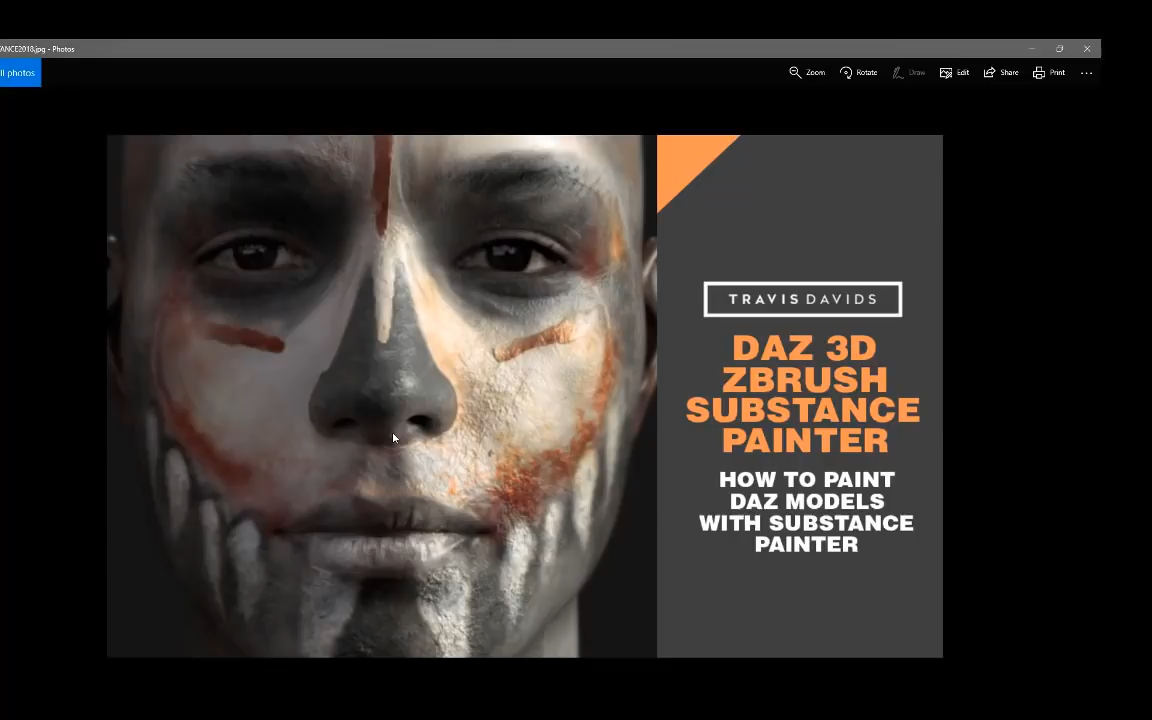 ANCE2018.jpg - Photos
ll photos
Zoom
Rotate
Draw
Edit
Share
Print
TRAVIS DAVIDS
DAZ 3D
ZBRUSH
SUBSTANCE
PAINTER
HOW TO PAINT
DAZ MODELS
WITH SUBSTANCE
PAINTER